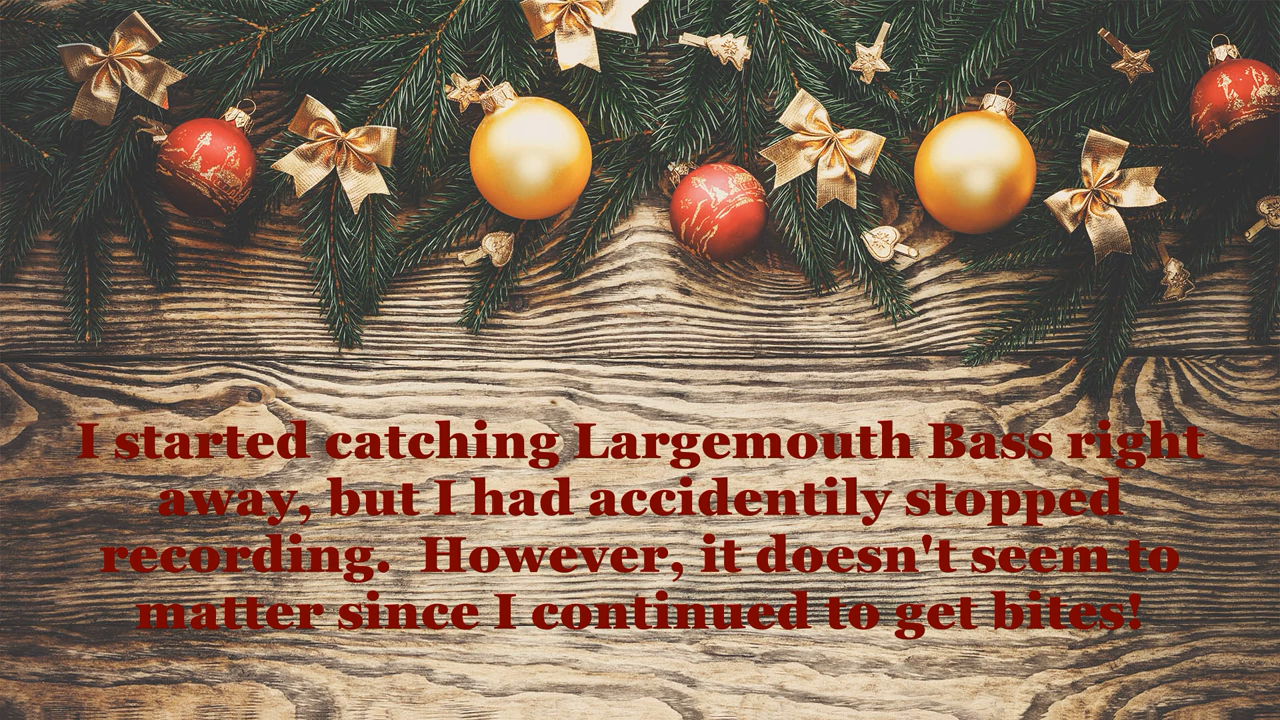 I started catching Largemouth Bass right
away, but I had accidentily stopped
recording.  However, it doesn't seem to
matter since I continued to get bites!